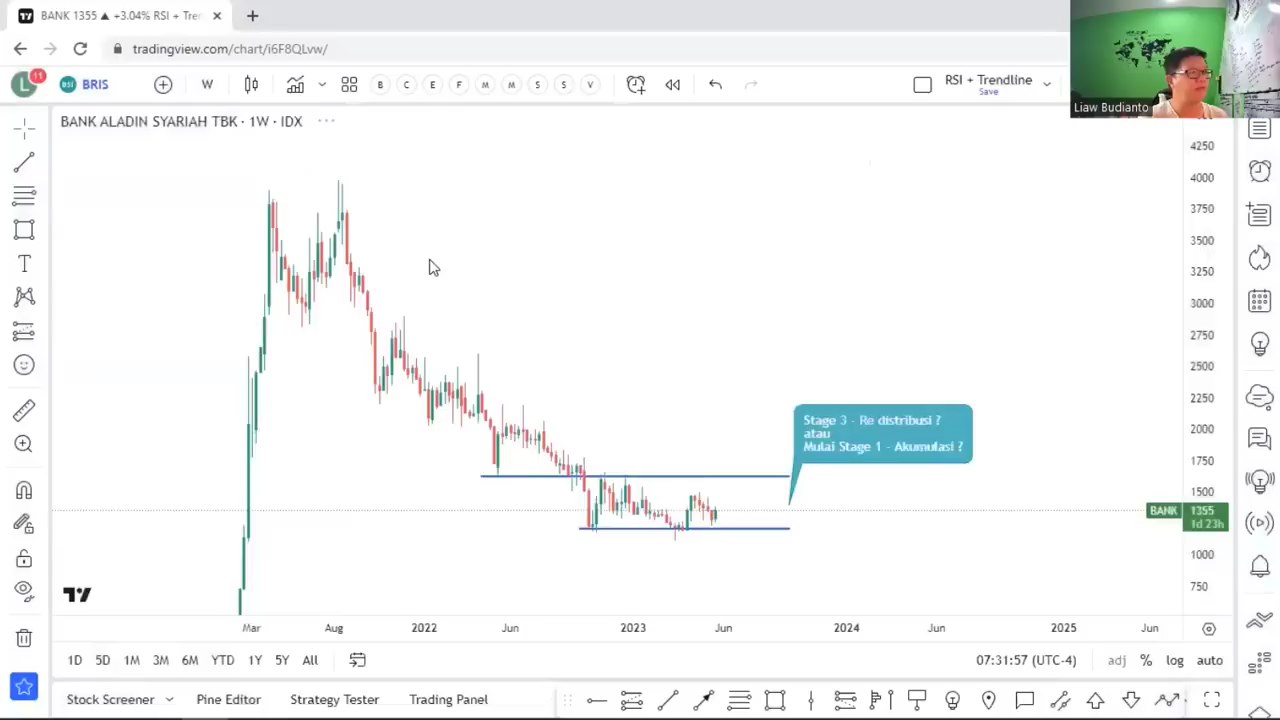 BANK 1355 ▲ +3.04% RSI + Tren
tradingview.com/chart/i6F8QLvw/
L 11 BRIS W B C E F M M S S V RSI + Trendline
Save
Liaw Budianto
BANK ALADIN SYARIAH TBK · 1W · IDX
4250
4000
3750
3500
3250
3000
2750
2500
2250
2000
1750
1500
1000
750
Stage 3 - Re distribusi ?
atau
Mulai Stage 1 - Akumulasi ?
BANK 1355
1d 23h
Mar Aug 2022 Jun 2023 Jun 2024 Jun 2025 Jun
1D 5D 1M 3M 6M YTD 1Y 5Y All 07:31:57 (UTC-4) adj % log auto
Stock Screener Pine Editor Strategy Tester Trading Panel